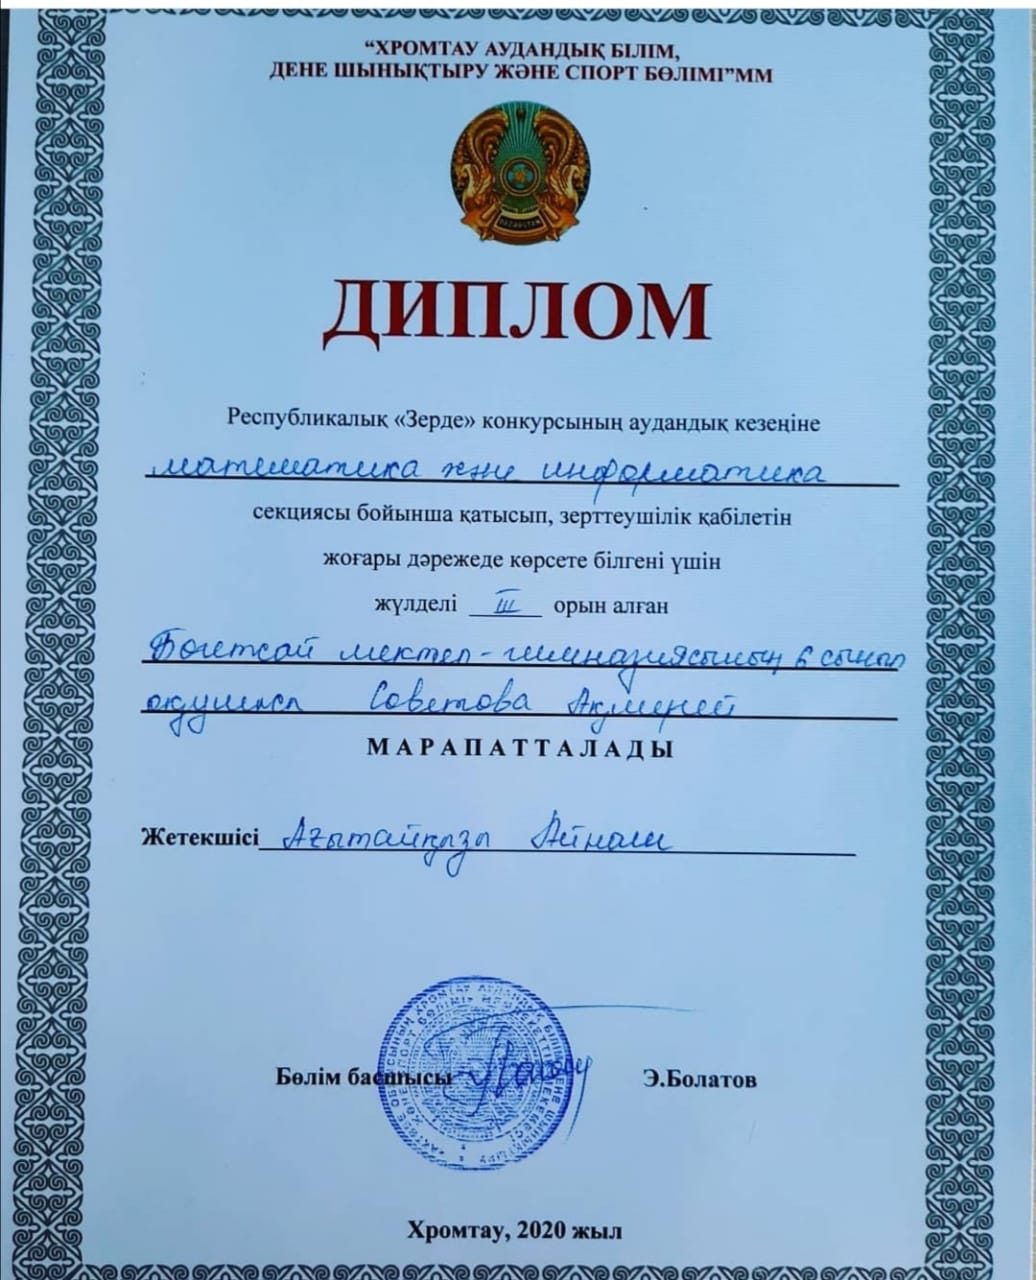 “ХРОМТАУ АУДАНДЫҚ БІЛІМ,
ДЕНЕ ШЫНЫҚТЫРУ ЖӘНЕ СПОРТ БӨЛІМІ”ММ
ДИПЛОМ
Республикалық «Зерде» конкурсының аудандық кезеңіне
математика және информатика
секциясы бойынша қатысып, зерттеушілік қабілетін
жоғары дәрежеде көрсете білгені үшін
жүлделі III орын алған
Бөгетсай мектеп-гимназиясының 6 сынып
оқушысы Советова Ақмерей
МАРАПАТТАЛАДЫ
Жетекшісі Ағытайқызы
Бөлім басшысы Э.Болатов
Хромтау, 2020 жыл